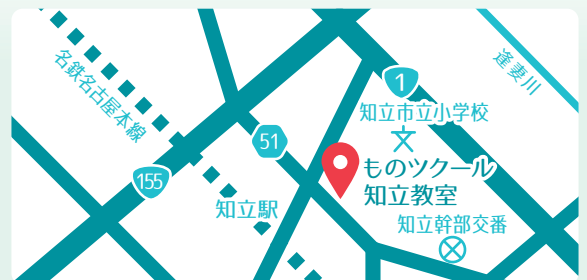 名鉄名古屋本線
逢妻川
1
知立市立小学校
文
51
ものツクール
知立教室
155
知立駅
知立幹部交番